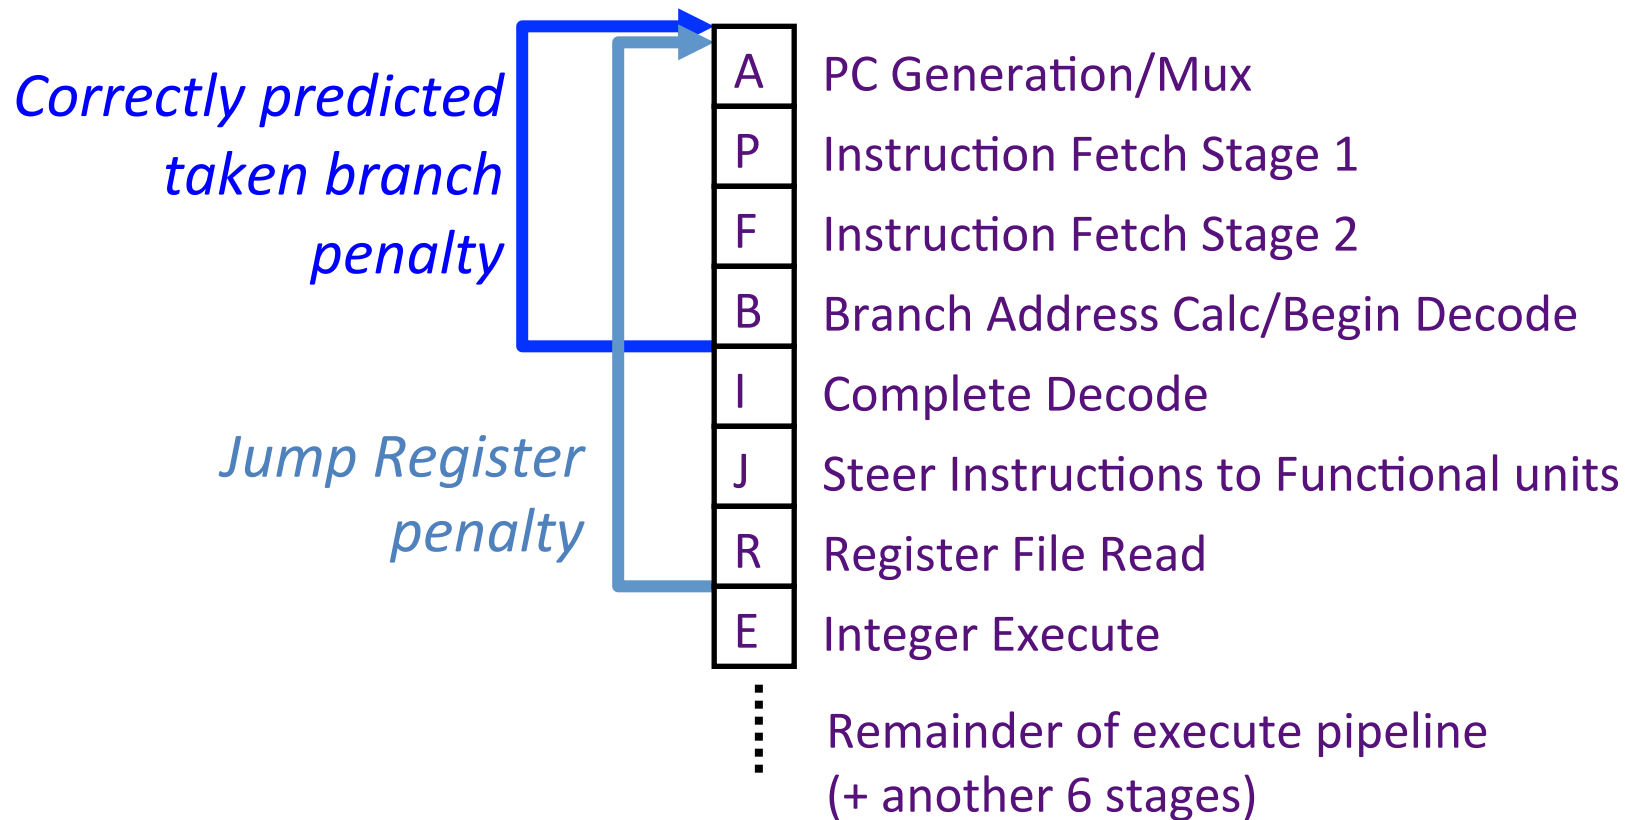 Correctly predicted
taken branch
penalty
Jump Register
penalty
A PC Generation/Mux
P Instruction Fetch Stage 1
F Instruction Fetch Stage 2
B Branch Address Calc/Begin Decode
I Complete Decode
J Steer Instructions to Functional units
R Register File Read
E Integer Execute
Remainder of execute pipeline
(+ another 6 stages)